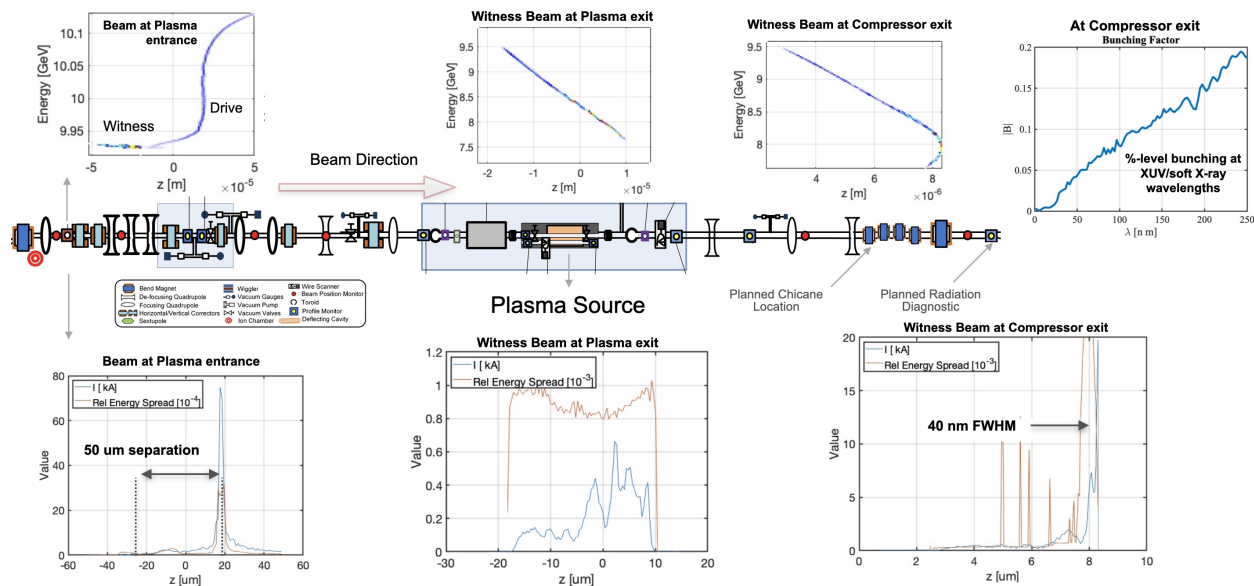 Beam at Plasma
entrance
Energy [GeV]
10.1
10.05
10
9.95
Witness
Drive
-5
0
5
z [m]
×10⁻⁵
Witness Beam at Plasma exit
Energy [GeV]
9.5
9
8.5
8
7.5
-2
-1
0
1
z [m]
×10⁻⁵
Witness Beam at Compressor exit
Energy [GeV]
9.5
9
8.5
8
4
6
8
z [m]
×10⁻⁶
At Compressor exit
Bunching Factor
|B|
0.2
0.15
0.1
0.05
0
%-level bunching at
XUV/soft X-ray
wavelengths
50
100
150
200
250
λ [n m]
Beam Direction
Bend Magnet
De-focusing Quadrupole
Focusing Quadrupole
Horizontal/Vertical Correctors
Sextupole
Wiggler
Vacuum Gauges
Vacuum Pump
Vacuum Valves
Ion Chamber
Wire Scanner
Beam Position Monitor
Toroid
Profile Monitor
Deflecting Cavity
Plasma Source
Planned Chicane
Location
Planned Radiation
Diagnostic
Beam at Plasma entrance
I [ kA]
Rel Energy Spread [10⁻⁴]
50 um separation
Value
80
60
40
20
0
-60
-40
-20
0
20
40
60
z [um]
Witness Beam at Plasma exit
I [ kA]
Rel Energy Spread [10⁻³]
Value
1.2
1
0.8
0.6
0.4
0.2
0
-30
-20
-10
0
10
20
z [um]
Witness Beam at Compressor exit
I [ kA]
Rel Energy Spread [10⁻³]
40 nm FWHM
Value
20
15
10
5
0
0
2
4
6
8
10
z [um]